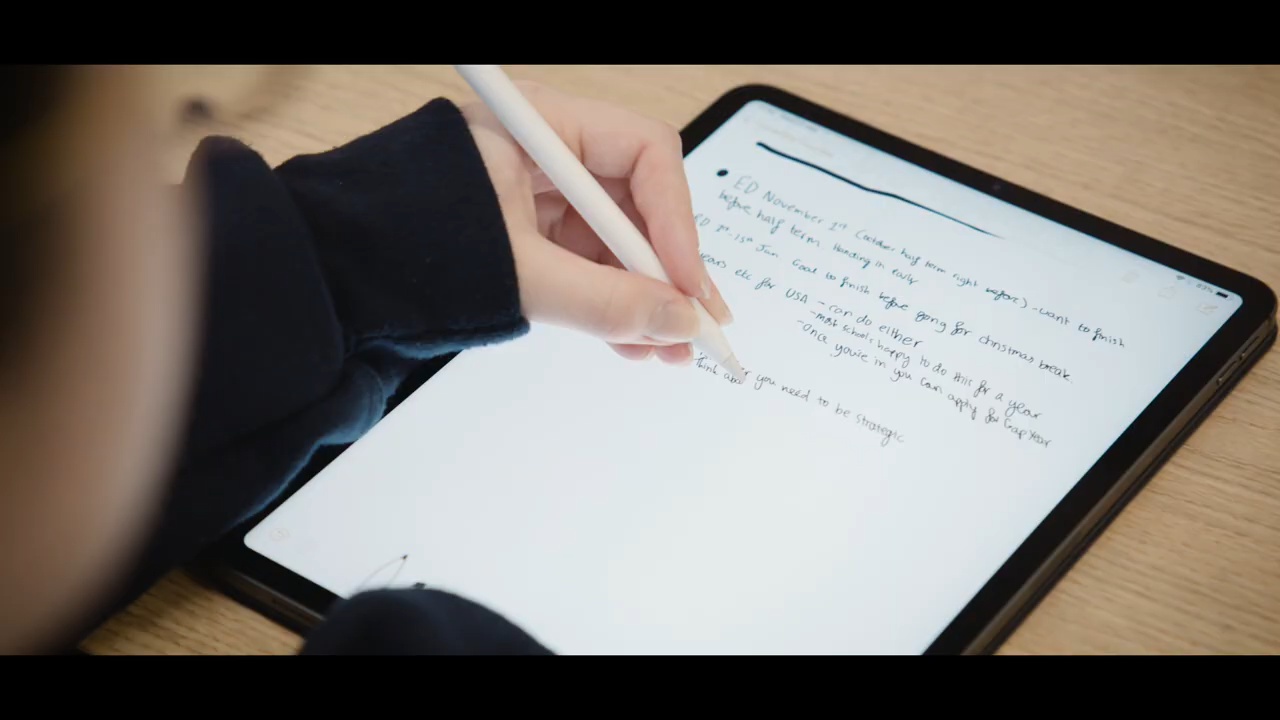 ED November 1st (october half term right before) - want to finish
before half term. Handing in early
ED 2nd - 15th Jan. Goal to finish before going for christmas break.
years etc for USA - can do either
- most schools happy to do this for a year
- once you're in you can apply for Gap Year
you need to be strategic
Think